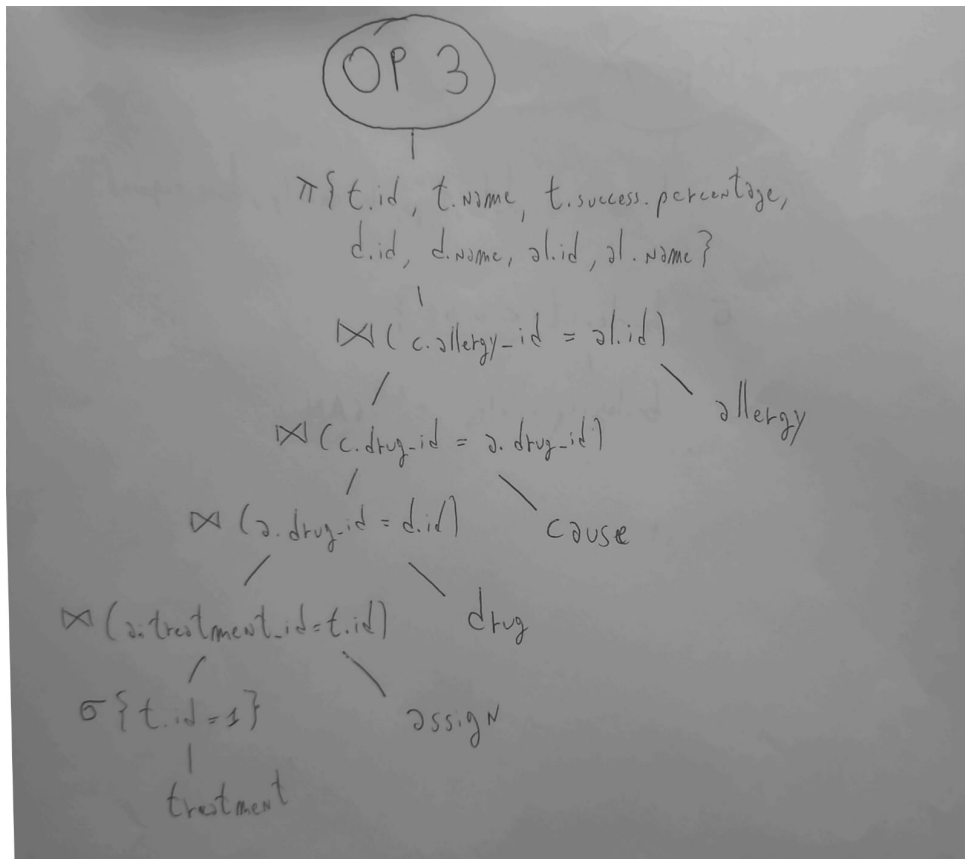 OP 3
π{t.id, t.name, t.success.percentage,
d.id, d.name, al.id, al.name}
⋈(c.allergy_id = al.id)
allergy
⋈(c.drug_id = a.drug_id)
cause
⋈(a.drug_id = d.id)
drug
⋈(a.treatment_id=t.id)
assign
σ{t.id=1}
treatment